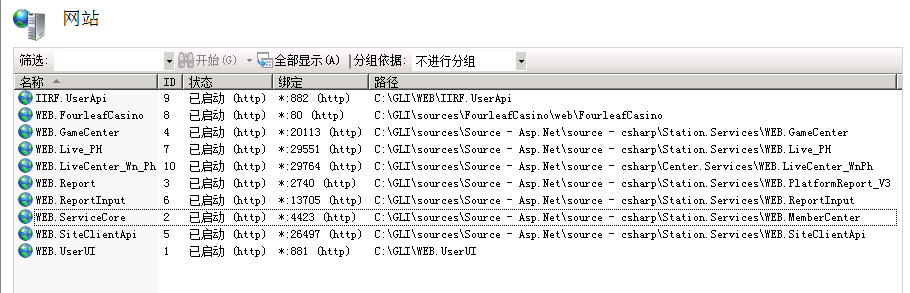 网站
筛选: 开始(G) 全部显示(A) 分组依据: 不进行分组
名称 ID 状态 绑定 路径
IIRF.UserApi 9 已启动 (http) *:882 (http) C:\GLI\WEB\IIRF.UserApi
WEB.FourleafCasino 8 已启动 (http) *:80 (http) C:\GLI\sources\FourleafCasino\web\FourleafCasino
WEB.GameCenter 4 已启动 (http) *:20113 (http) C:\GLI\sources\Source - Asp.Net\source - csharp\Station.Services\WEB.GameCenter
WEB.Live_PH 7 已启动 (http) *:29551 (http) C:\GLI\sources\Source - Asp.Net\source - csharp\Station.Services\WEB.Live_PH
WEB.LiveCenter_Wn_Ph 10 已启动 (http) *:29764 (http) C:\GLI\sources\Source - Asp.Net\source - csharp\Center.Services\WEB.LiveCenter_WnPh
WEB.Report 3 已启动 (http) *:2740 (http) C:\GLI\sources\Source - Asp.Net\source - csharp\Station.Services\WEB.PlatformReport_V3
WEB.ReportInput 6 已启动 (http) *:13705 (http) C:\GLI\sources\Source - Asp.Net\source - csharp\Station.Services\WEB.ReportInput
WEB.ServiceCore 2 已启动 (http) *:4423 (http) C:\GLI\sources\Source - Asp.Net\source - csharp\Station.Services\WEB.MemberCenter
WEB.SiteClientApi 5 已启动 (http) *:26497 (http) C:\GLI\sources\Source - Asp.Net\source - csharp\Station.Services\WEB.SiteClientApi
WEB.UserUI 1 已启动 (http) *:881 (http) C:\GLI\WEB.UserUI